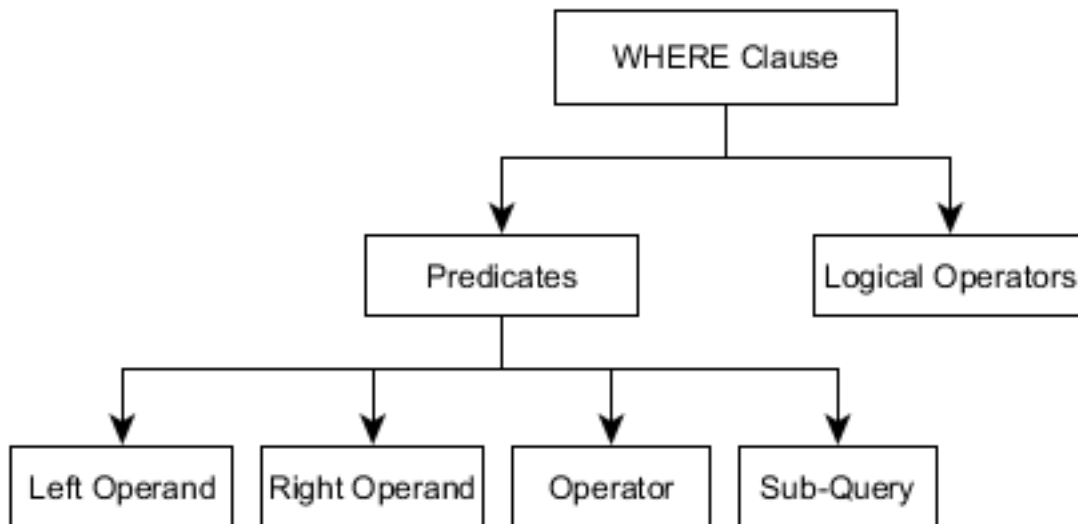 WHERE Clause
Predicates
Logical Operators
Left Operand
Right Operand
Operator
Sub-Query